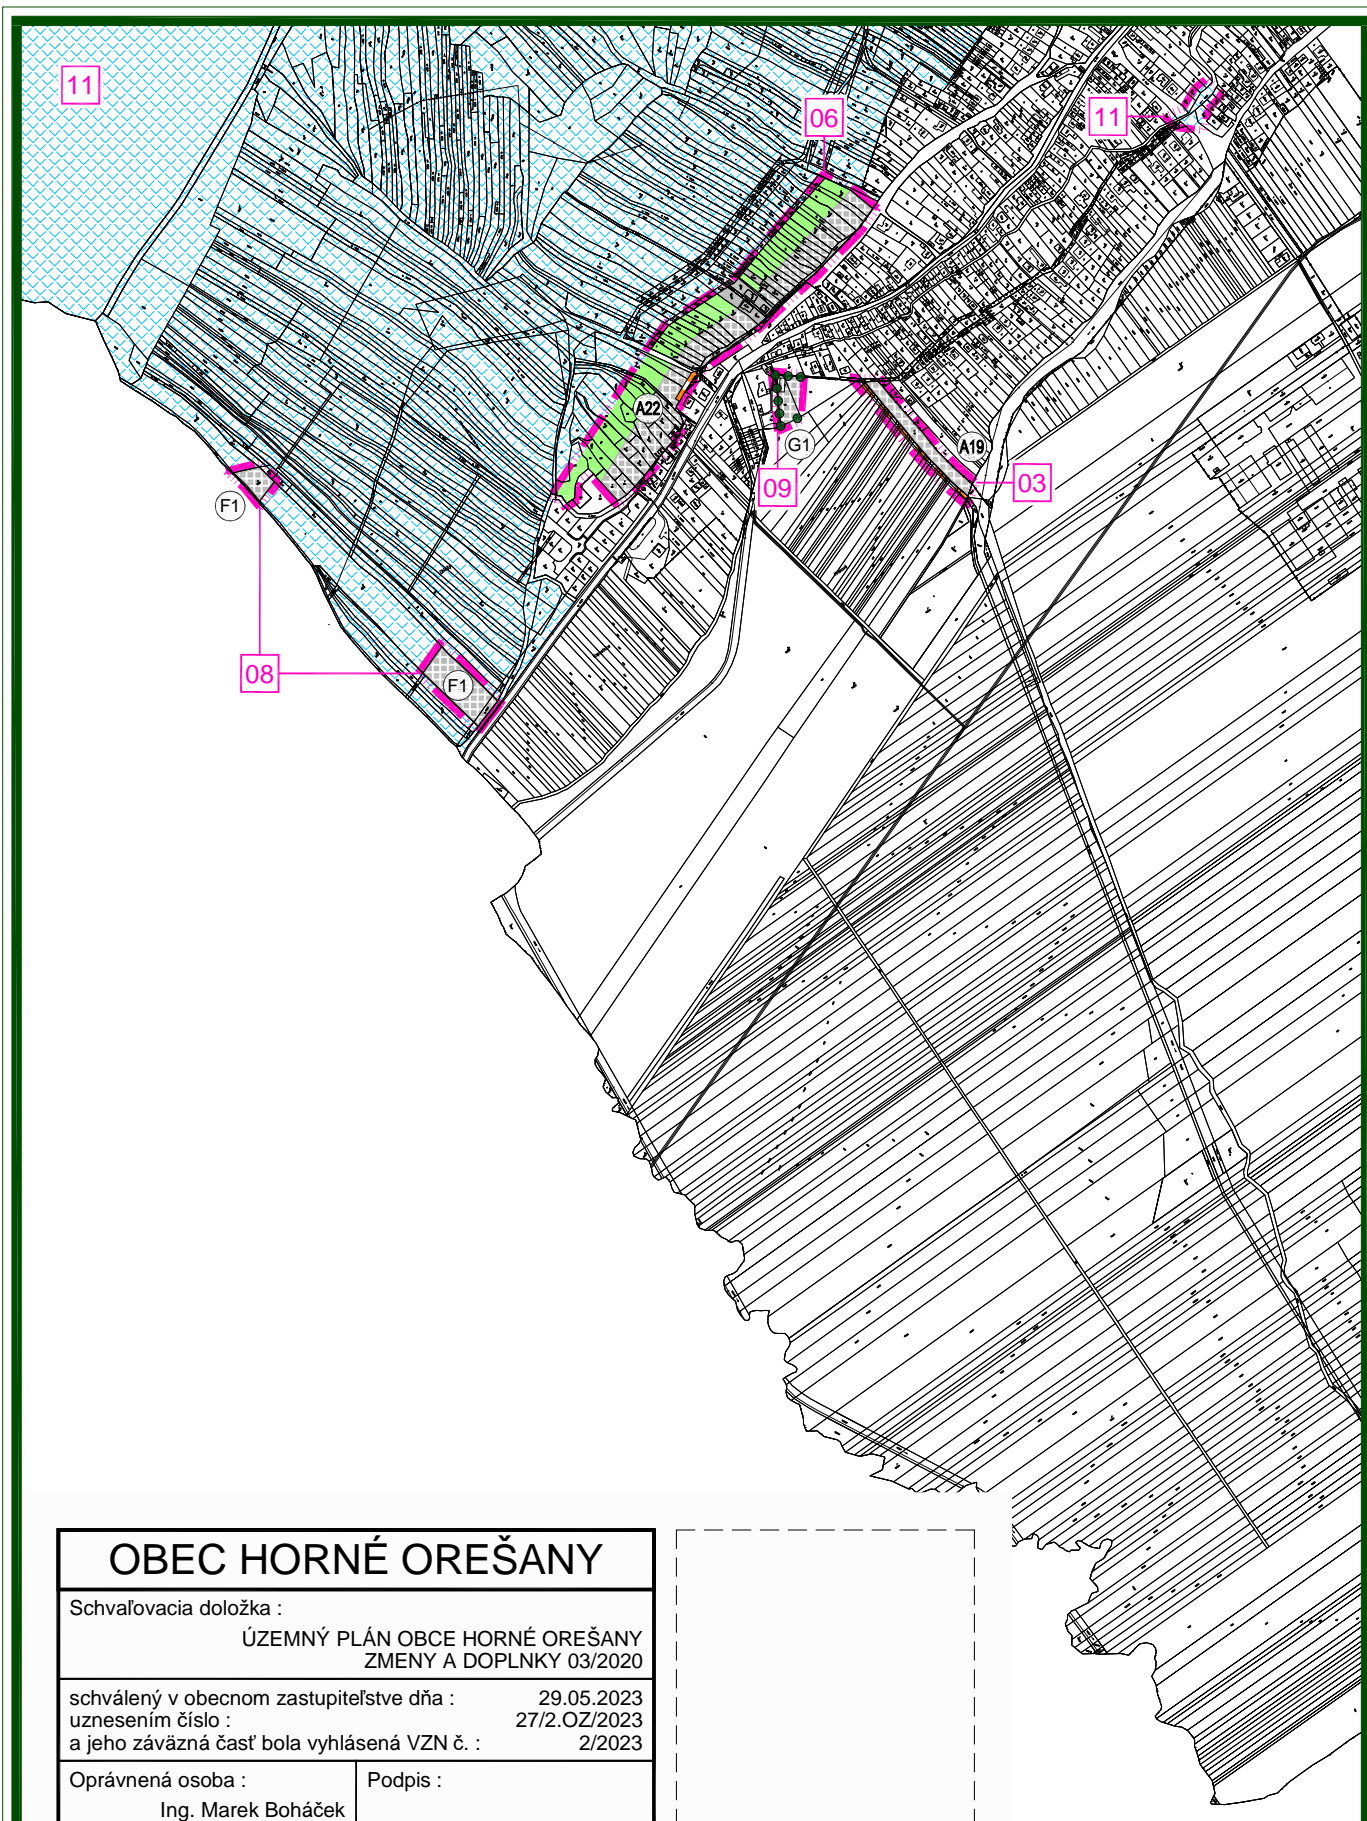 11
06
11
A22
A19
G1
09
03
F1
08
F1
OBEC HORNÉ OREŠANY
Schvaľovacia doložka :
ÚZEMNÝ PLÁN OBCE HORNÉ OREŠANY
ZMENY A DOPLNKY 03/2020
schválený v obecnom zastupiteľstve dňa : 29.05.2023
uznesením číslo : 27/2.OZ/2023
a jeho záväzná časť bola vyhlásená VZN č. : 2/2023
Oprávnená osoba : Podpis :
Ing. Marek Boháček